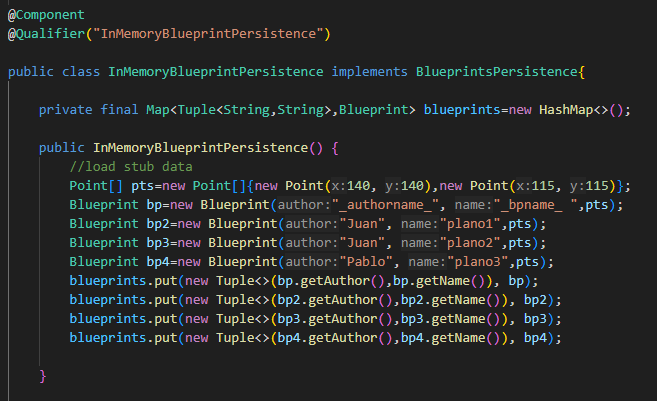 @Component
@Qualifier("InMemoryBlueprintPersistence")
public class InMemoryBlueprintPersistence implements BlueprintsPersistence{
private final Map<Tuple<String,String>,Blueprint> blueprints=new HashMap<>();
public InMemoryBlueprintPersistence() {
//load stub data
Point[] pts=new Point[]{new Point(x:140, y:140),new Point(x:115, y:115)};
Blueprint bp=new Blueprint(author:"_authorname_", name:"_bpname_ ",pts);
Blueprint bp2=new Blueprint(author:"Juan", name:"plano1",pts);
Blueprint bp3=new Blueprint(author:"Juan", name:"plano2",pts);
Blueprint bp4=new Blueprint(author:"Pablo", name:"plano3",pts);
blueprints.put(new Tuple<>(bp.getAuthor(),bp.getName()), bp);
blueprints.put(new Tuple<>(bp2.getAuthor(),bp2.getName()), bp2);
blueprints.put(new Tuple<>(bp3.getAuthor(),bp3.getName()), bp3);
blueprints.put(new Tuple<>(bp4.getAuthor(),bp4.getName()), bp4);
}